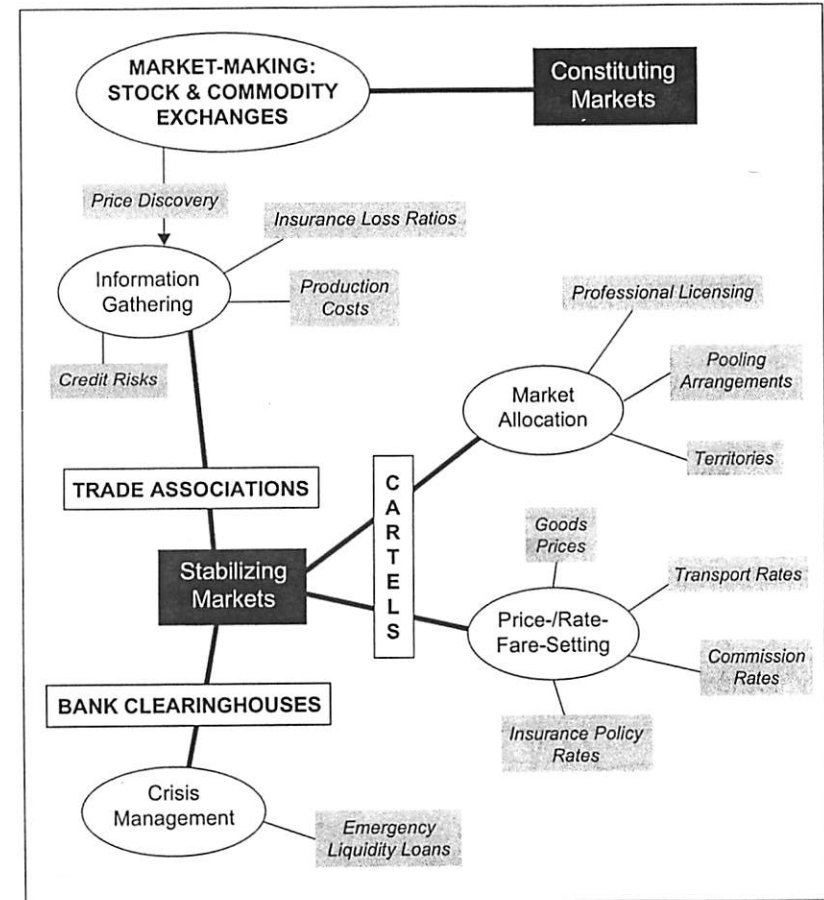 MARKET-MAKING:
STOCK & COMMODITY
EXCHANGES
Constituting
Markets
Price Discovery
Insurance Loss Ratios
Information
Gathering
Production
Costs
Credit Risks
Professional Licensing
Market
Allocation
Pooling
Arrangements
Territories
TRADE ASSOCIATIONS
C
A
R
T
E
L
S
Stabilizing
Markets
Goods
Prices
Transport Rates
Price-/Rate-
Fare-Setting
Commission
Rates
Insurance Policy
Rates
BANK CLEARINGHOUSES
Crisis
Management
Emergency
Liquidity Loans